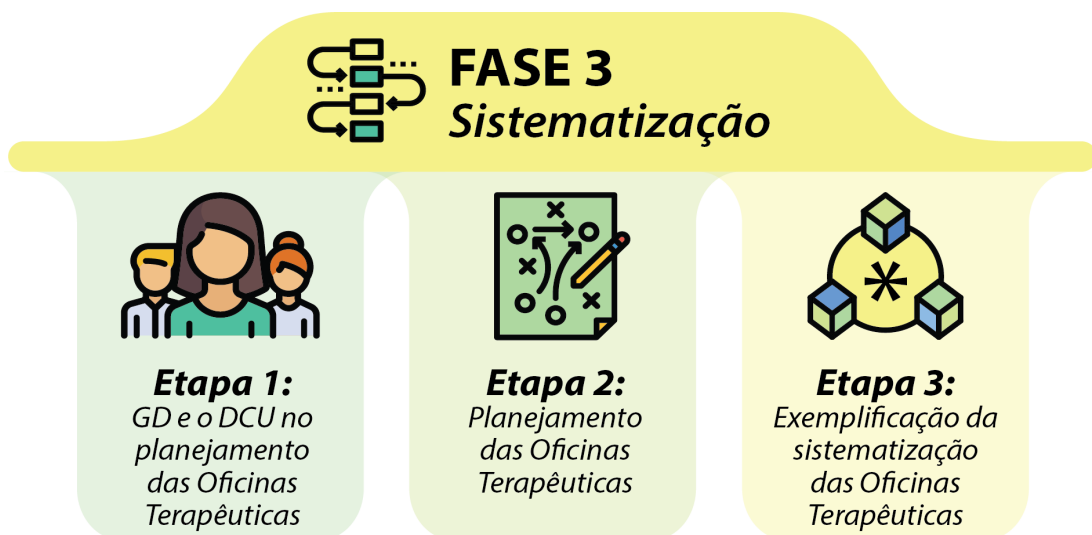 FASE 3
Sistematização
Etapa 1:
GD e o DCU no
planejamento
das Oficinas
Terapêuticas
Etapa 2:
Planejamento
das Oficinas
Terapêuticas
Etapa 3:
Exemplificação da
sistematização
das Oficinas
Terapêuticas